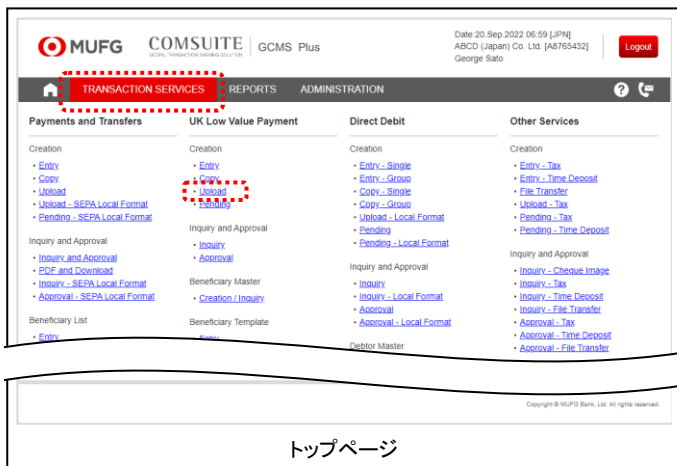 MUFG COMSUITE GCMS Plus
GLOBAL TRANSACTION BANKING SOLUTION
Date:20 Sep 2022 06:59 [JPN]
ABCD (Japan) Co. Ltd. [A8765432]
George Sato
Logout
TRANSACTION SERVICES REPORTS ADMINISTRATION
Payments and Transfers
Creation
・Entry
・Copy
・Upload
・Upload - SEPA Local Format
・Pending - SEPA Local Format
Inquiry and Approval
・Inquiry and Approval
・PDF and Download
・Inquiry - SEPA Local Format
・Approval - SEPA Local Format
Beneficiary List
・Entry
UK Low Value Payment
Creation
・Entry
・Copy
・Upload
・Pending
Inquiry and Approval
・Inquiry
・Approval
Beneficiary Master
・Creation / Inquiry
Beneficiary Template
・Entry
Direct Debit
Creation
・Entry - Single
・Entry - Group
・Copy - Single
・Copy - Group
・Upload - Local Format
・Pending
・Pending - Local Format
Inquiry and Approval
・Inquiry
・Inquiry - Local Format
・Approval
・Approval - Local Format
Debtor Master
Other Services
Creation
・Entry - Tax
・Entry - Time Deposit
・File Transfer
・Upload - Tax
・Pending - Tax
・Pending - Time Deposit
Inquiry and Approval
・Inquiry - Cheque Image
・Inquiry - Tax
・Inquiry - Time Deposit
・Inquiry - File Transfer
・Approval - Tax
・Approval - Time Deposit
・Approval - File Transfer
Copyright © MUFG Bank, Ltd. All rights reserved.
トップページ